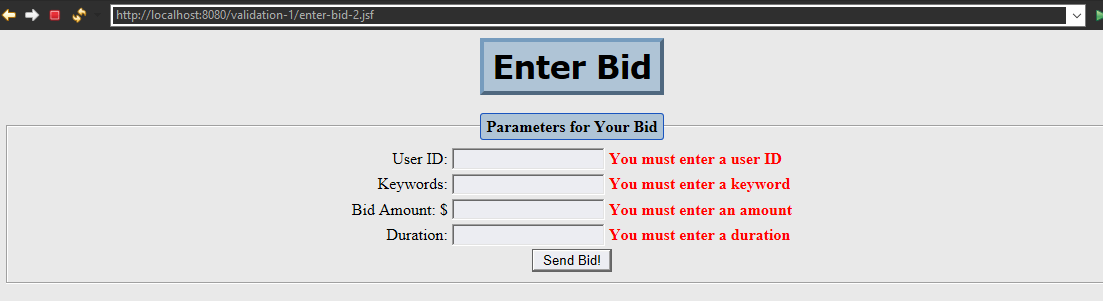 http://localhost:8080/validation-1/enter-bid-2.jsf
Enter Bid
Parameters for Your Bid
User ID: You must enter a user ID
Keywords: You must enter a keyword
Bid Amount: $ You must enter an amount
Duration: You must enter a duration
Send Bid!